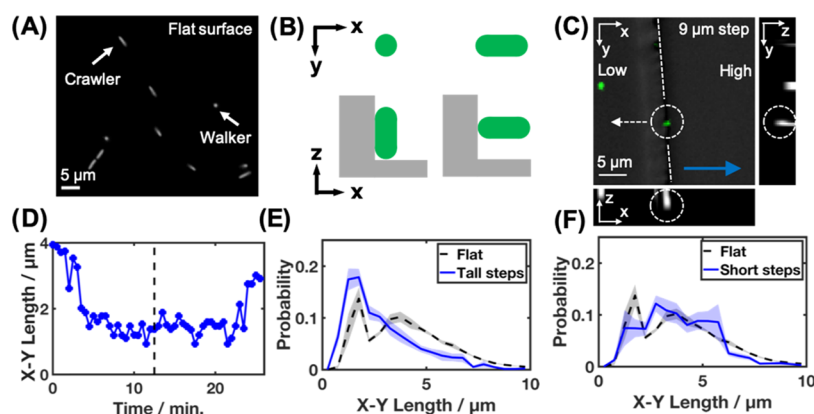 (A)
Flat surface
Crawler
Walker
5 µm
(B)
x
y
z
x
(C)
x
y
9 µm step
Low
High
5 µm
z
y
z
x
(D)
4
2
0
X-Y Length / µm
0
10
20
Time / min.
(E)
Flat
Tall steps
0.2
0.1
0
Probability
0
5
10
X-Y Length / µm
(F)
Flat
Short steps
0.2
0.1
0
Probability
0
5
10
X-Y Length / µm